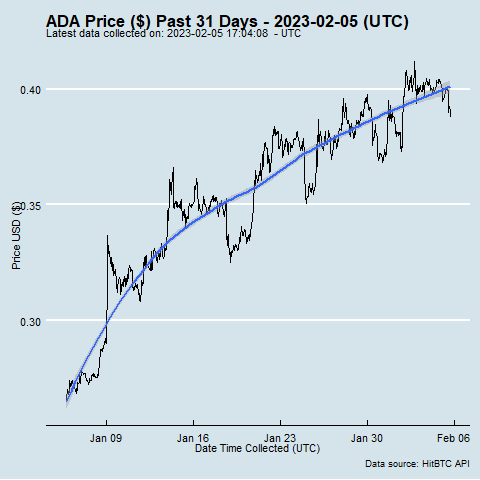 ADA Price ($) Past 31 Days - 2023-02-05 (UTC)
Latest data collected on: 2023-02-05 17:04:08 - UTC
0.40
0.35
0.30
Price USD ($)
Jan 09
Jan 16
Jan 23
Jan 30
Feb 06
Date Time Collected (UTC)
Data source: HitBTC API